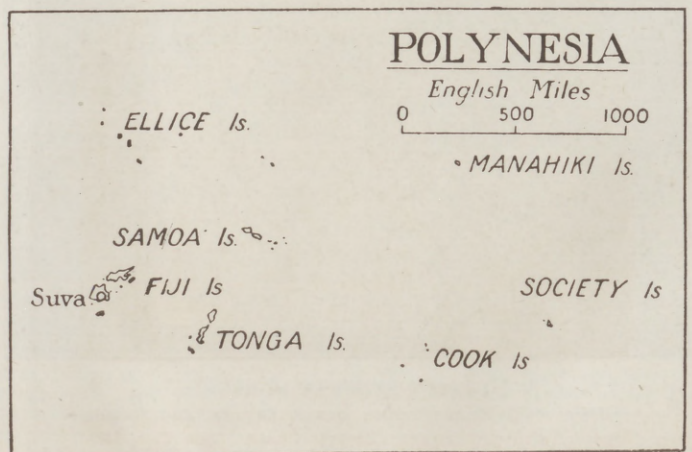 POLYNESIA
English Miles
0 500 1000
ELLICE Is.
MANAHIKI Is.
SAMOA Is.
Suva
FIJI Is
SOCIETY Is
TONGA Is.
COOK Is